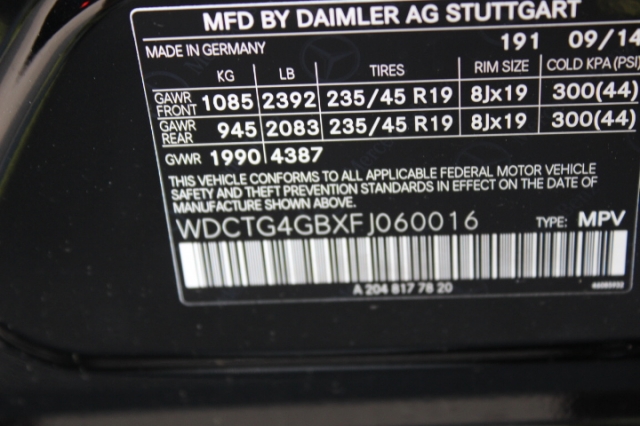 MFD BY DAIMLER AG STUTTGART
MADE IN GERMANY 191 09/14
KG LB TIRES RIM SIZE COLD KPA (PSI)
GAWR FRONT 1085 2392 235/45 R19 8Jx19 300(44)
GAWR REAR 945 2083 235/45 R19 8Jx19 300(44)
GVWR 1990 4387
THIS VEHICLE CONFORMS TO ALL APPLICABLE FEDERAL MOTOR VEHICLE
SAFETY AND THEFT PREVENTION STANDARDS IN EFFECT ON THE DATE OF
MANUFACTURE SHOWN ABOVE.
WDCTG4GBXFJ060016 TYPE: MPV
A 204 817 78 20